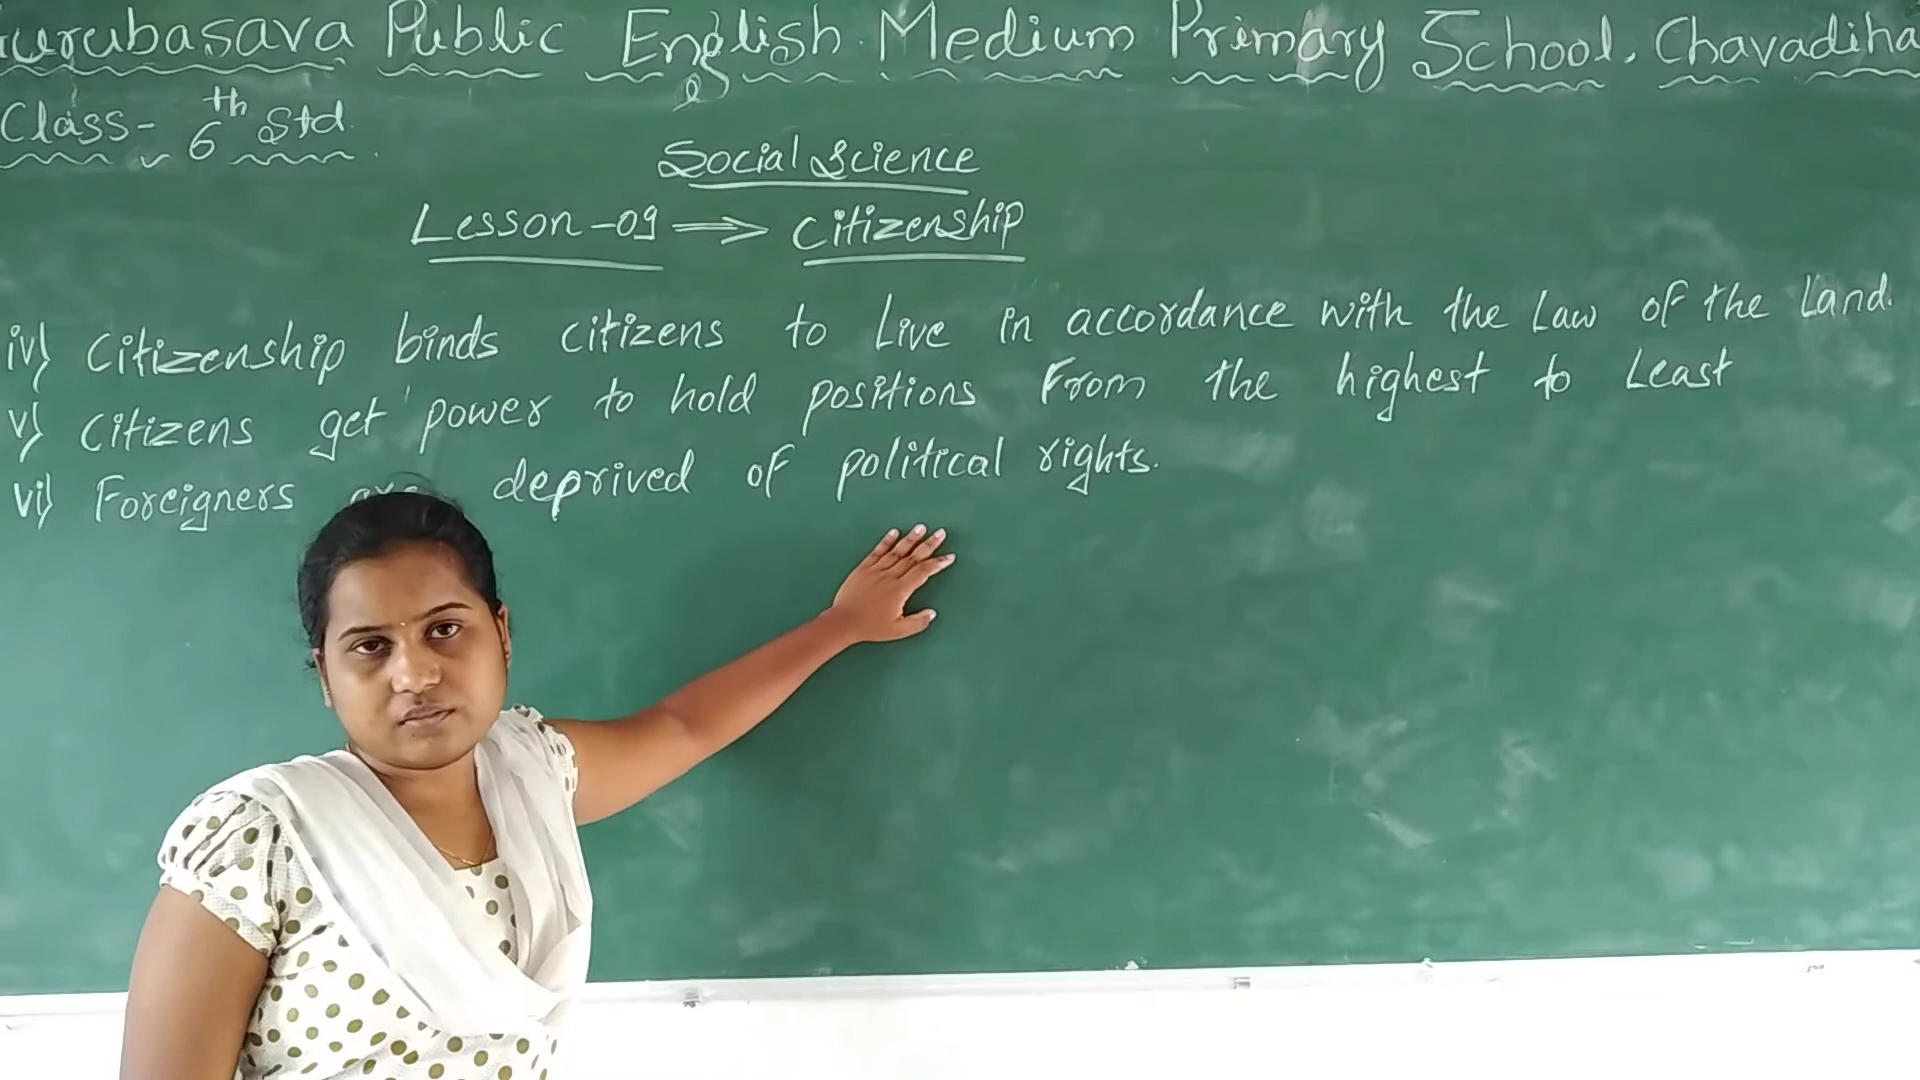 Public English Medium Primary School, Chavadiha
Class- 6th Std.
Social Science
Lesson-09 ⇒ Citizenship
iv) Citizenship binds citizens to Live in accordance with the Law of the Land.
v) Citizens get power to hold positions From the highest to Least
vi) Foreigners are deprived of political rights.